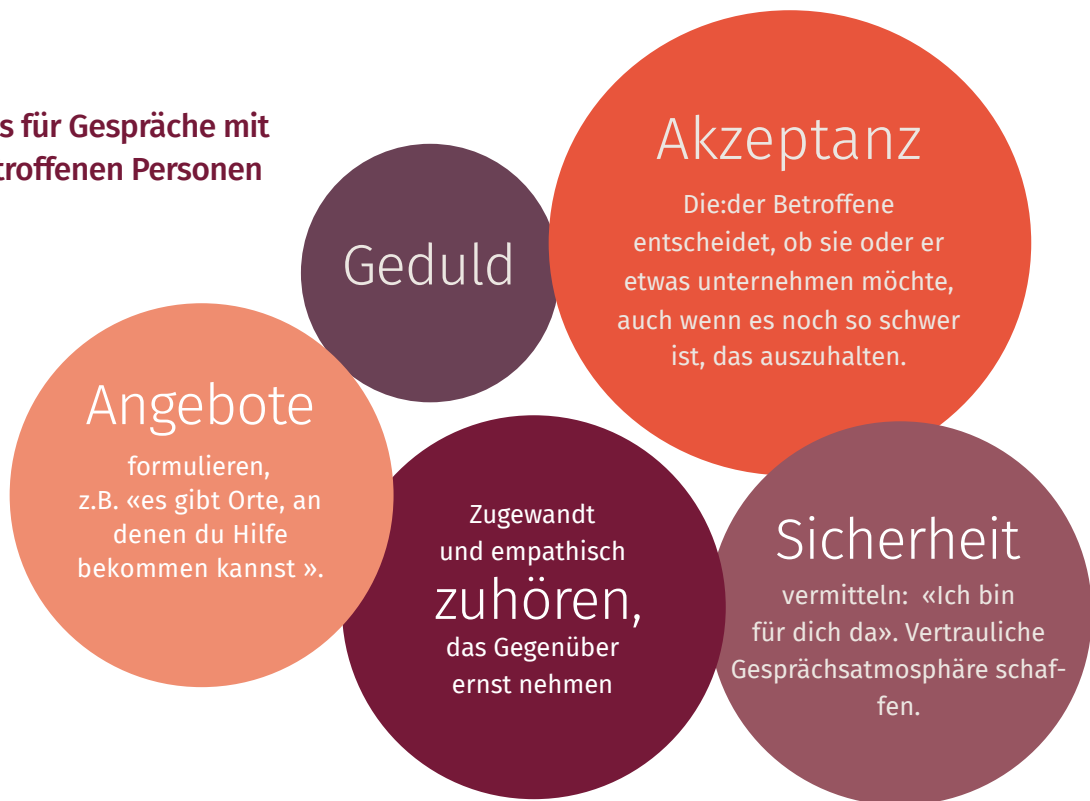 s für Gespräche mit
troffenen Personen
Geduld
Akzeptanz
Die:der Betroffene
entscheidet, ob sie oder er
etwas unternehmen möchte,
auch wenn es noch so schwer
ist, das auszuhalten.
Angebote
formulieren,
z.B. «es gibt Orte, an
denen du Hilfe
bekommen kannst ».
Zugewandt
und empathisch
zuhören,
das Gegenüber
ernst nehmen
Sicherheit
vermitteln: «Ich bin
für dich da». Vertrauliche
Gesprächsatmosphäre schaf-
fen.